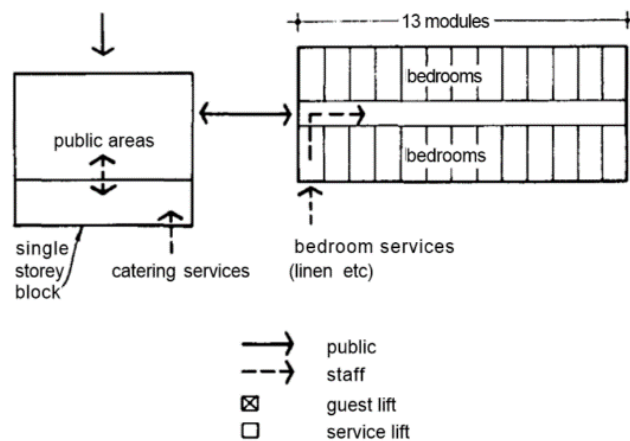 13 modules
bedrooms
public areas
bedrooms
single
storey
block
catering services
bedroom services
(linen etc)
public
staff
guest lift
service lift